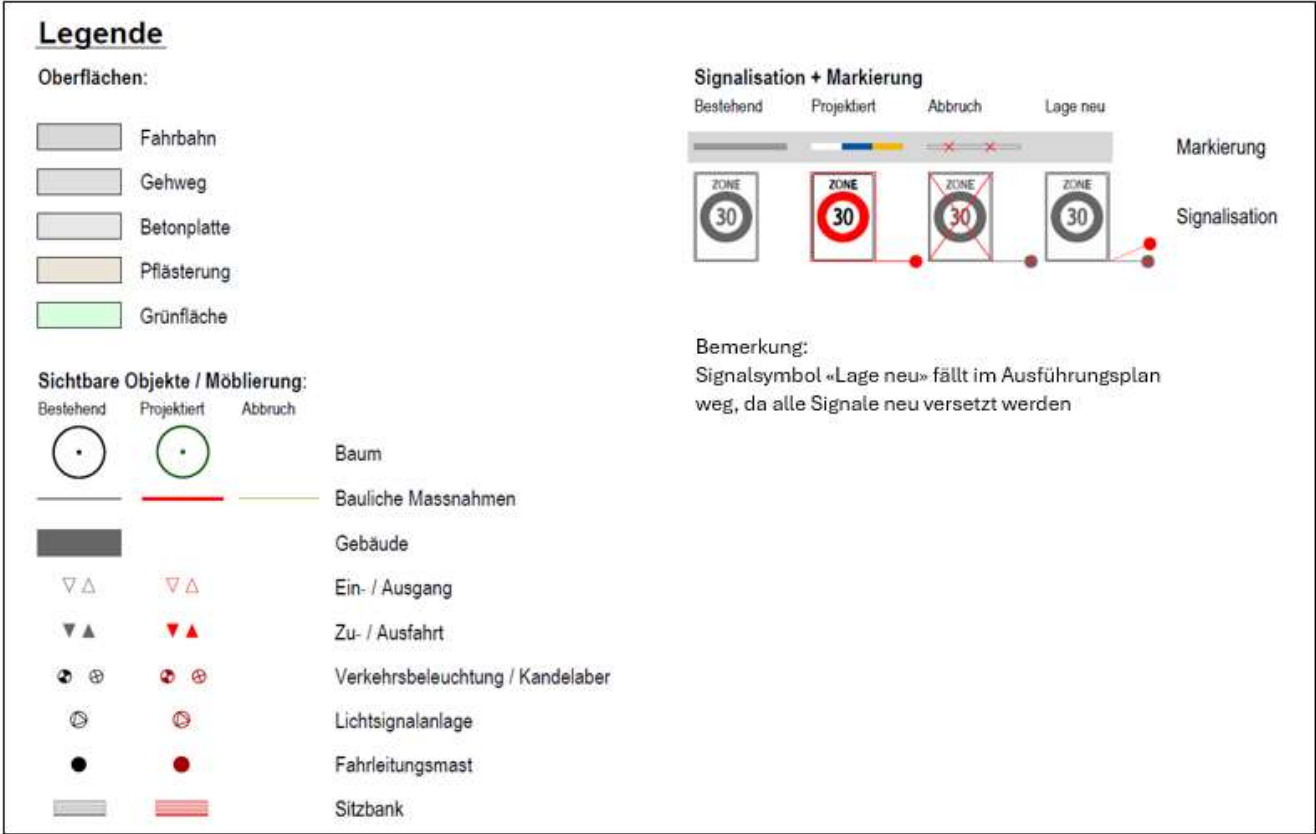 Legende
Oberflächen:
Fahrbahn
Gehweg
Betonplatte
Pflästerung
Grünfläche
Sichtbare Objekte / Möblierung:
Bestehend Projektiert Abbruch
Baum
Bauliche Massnahmen
Gebäude
Ein- / Ausgang
Zu- / Ausfahrt
Verkehrsbeleuchtung / Kandelaber
Lichtsignalanlage
Fahrleitungsmast
Sitzbank
Signalisation + Markierung
Bestehend Projektiert Abbruch Lage neu
Markierung
ZONE ZONE ZONE ZONE
30 30 30 30
Signalisation
Bemerkung:
Signalsymbol «Lage neu» fällt im Ausführungsplan
weg, da alle Signale neu versetzt werden